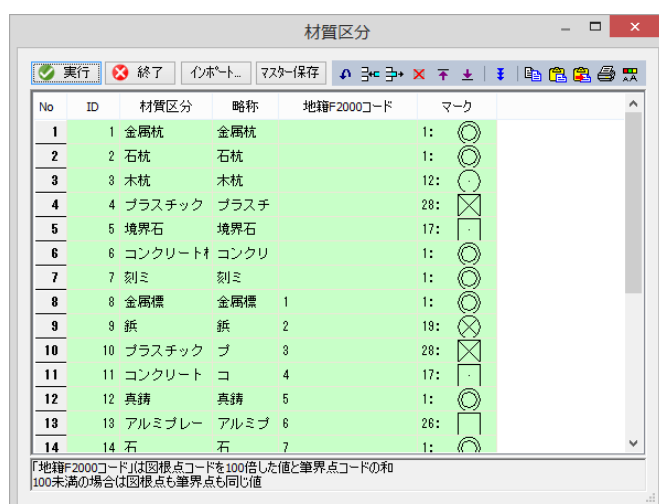 材質区分
実行 終了 インポート... マスター保存
No ID 材質区分 略称 地籍F2000コード マーク
1 1 金属杭 金属杭 1:
2 2 石杭 石杭 1:
3 3 木杭 木杭 12:
4 4 プラスチック プラスチ 28:
5 5 境界石 境界石 17:
6 6 コンクリート コンクリ 1:
7 7 刻ミ 刻ミ 1:
8 8 金属標 金属標 1 1:
9 9 鋲 鋲 2 19:
10 10 プラスチック プ 3 28:
11 11 コンクリート コ 4 17:
12 12 真鋳 真鋳 5 1:
13 13 アルミプレー アルミプ 6 26:
14 14 石 石 7 1:
「地籍F2000コード」は図根点コードを100倍した値と筆界点コードの和
100未満の場合は図根点も筆界点も同じ値